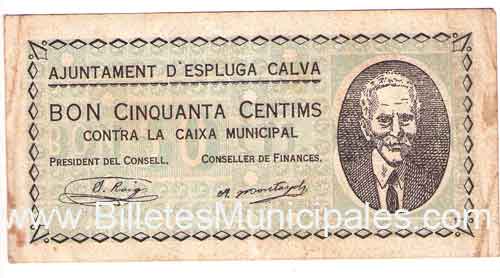 AJUNTAMENT D'ESPLUGA CALVA
BON CINQUANTA CENTIMS
CONTRA LA CAIXA MUNICIPAL
PRESIDENT DEL CONSELL, CONSELLER DE FINANCES,
www.BilletesMunicipales.com